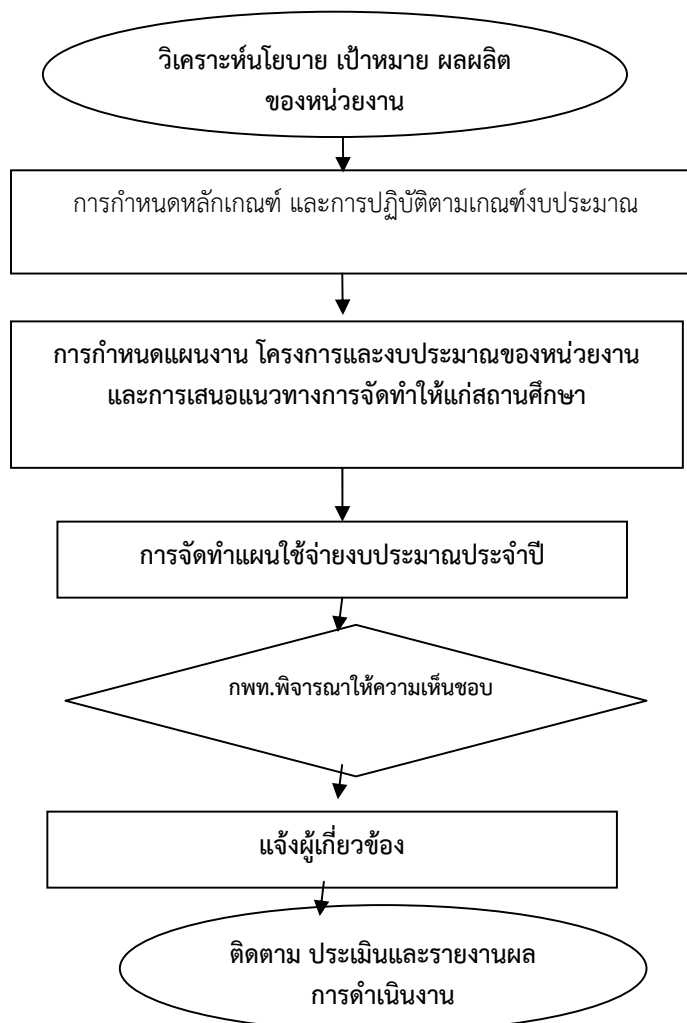 วิเคราะห์นโยบาย เป้าหมาย ผลผลิต
ของหน่วยงาน
การกำหนดหลักเกณฑ์ และการปฏิบัติตามเกณฑ์งบประมาณ
การกำหนดแผนงาน โครงการและงบประมาณของหน่วยงาน
และการเสนอแนวทางการจัดทำให้แก่สถานศึกษา
การจัดทำแผนใช้จ่ายงบประมาณประจำปี
กพท.พิจารณาให้ความเห็นชอบ
แจ้งผู้เกี่ยวข้อง
ติดตาม ประเมินและรายงานผล
การดำเนินงาน